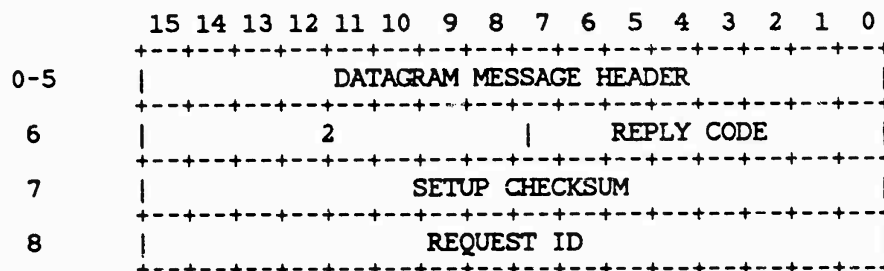 15 14 13 12 11 10 9 8 7 6 5 4 3 2 1 0
+--+--+--+--+--+--+--+--+--+--+--+--+--+--+--+--+
0-5 | DATAGRAM MESSAGE HEADER |
+--+--+--+--+--+--+--+--+--+--+--+--+--+--+--+--+
6 | 2 | REPLY CODE |
+--+--+--+--+--+--+--+--+--+--+--+--+--+--+--+--+
7 | SETUP CHECKSUM |
+--+--+--+--+--+--+--+--+--+--+--+--+--+--+--+--+
8 | REQUEST ID |
+--+--+--+--+--+--+--+--+--+--+--+--+--+--+--+--+